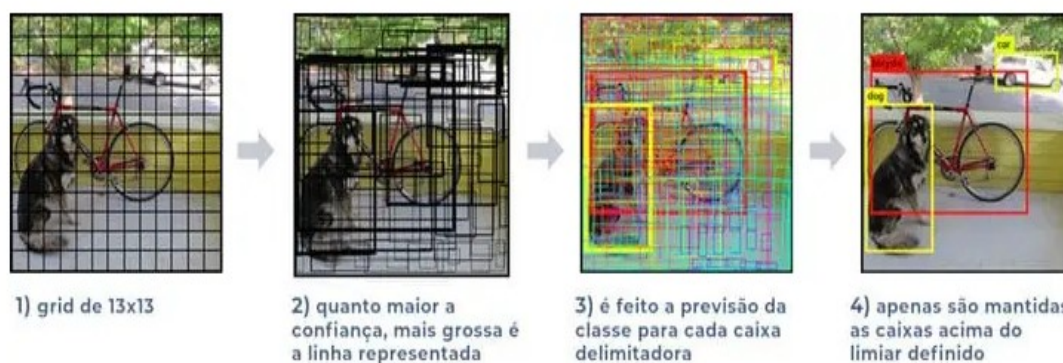 car
bicycle
dog
1) grid de 13x13
2) quanto maior a
confiança, mais grossa é
a linha representada
3) é feito a previsão da
classe para cada caixa
delimitadora
4) apenas são mantidas
as caixas acima do
limiar definido